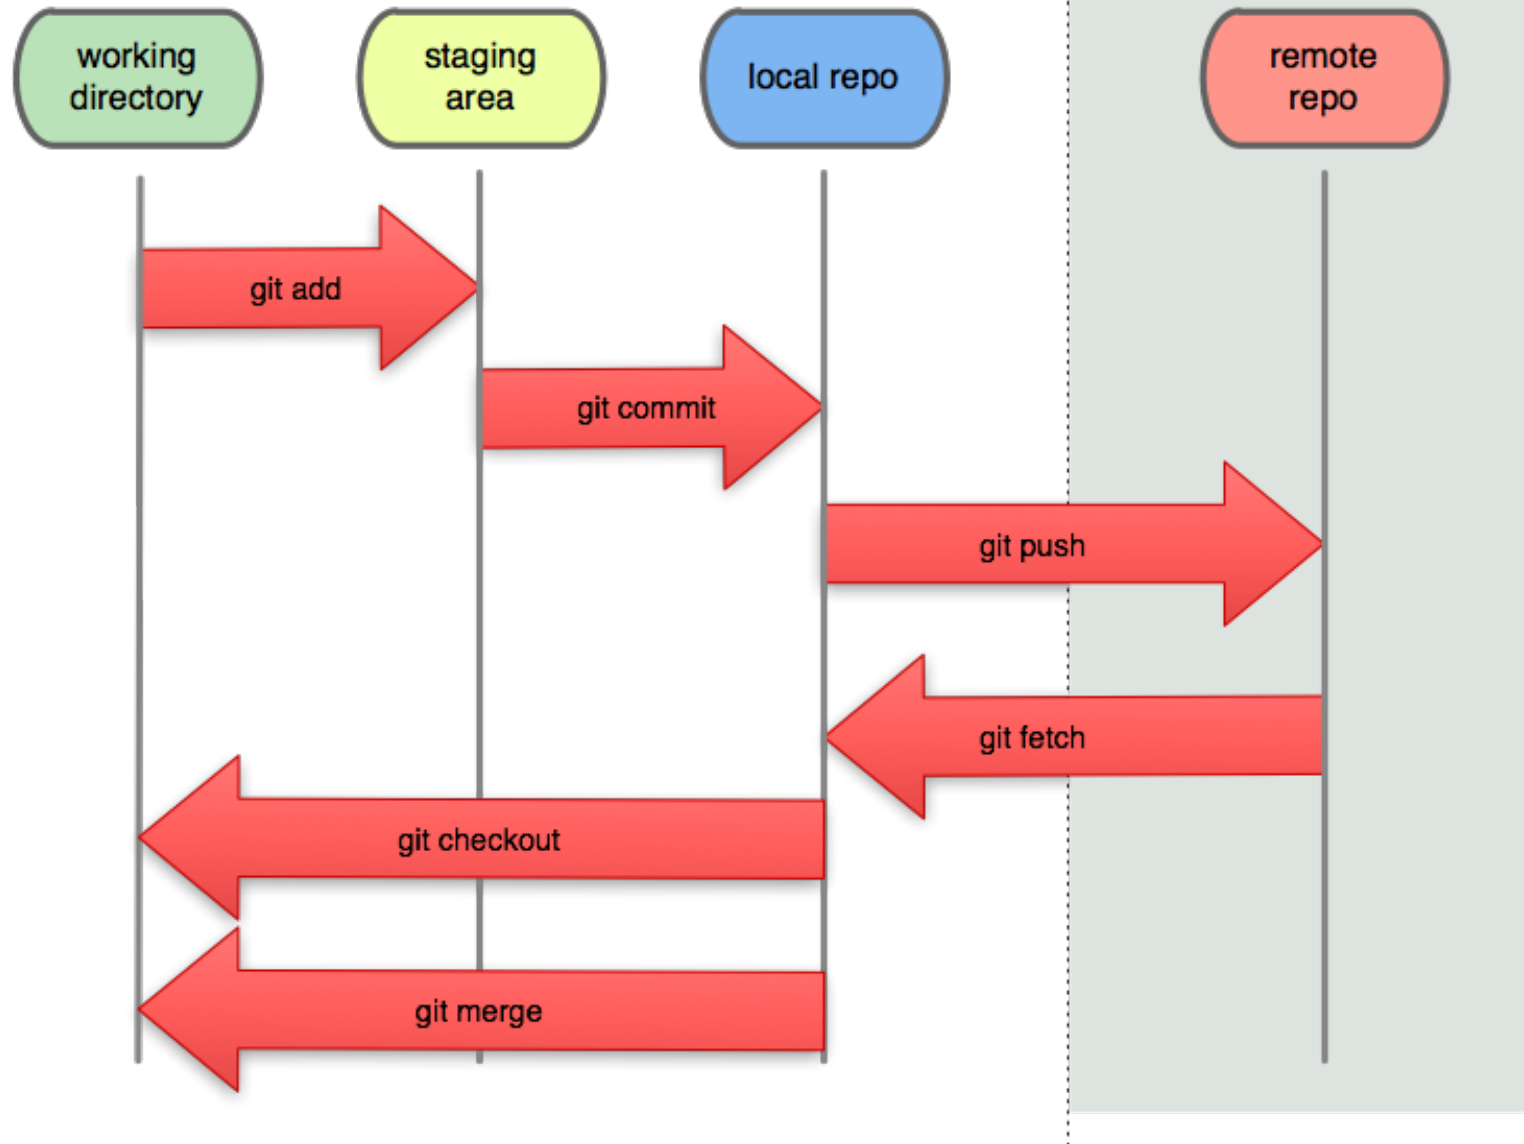 working
directory
staging
area
local repo
remote
repo
git add
git commit
git push
git fetch
git checkout
git merge